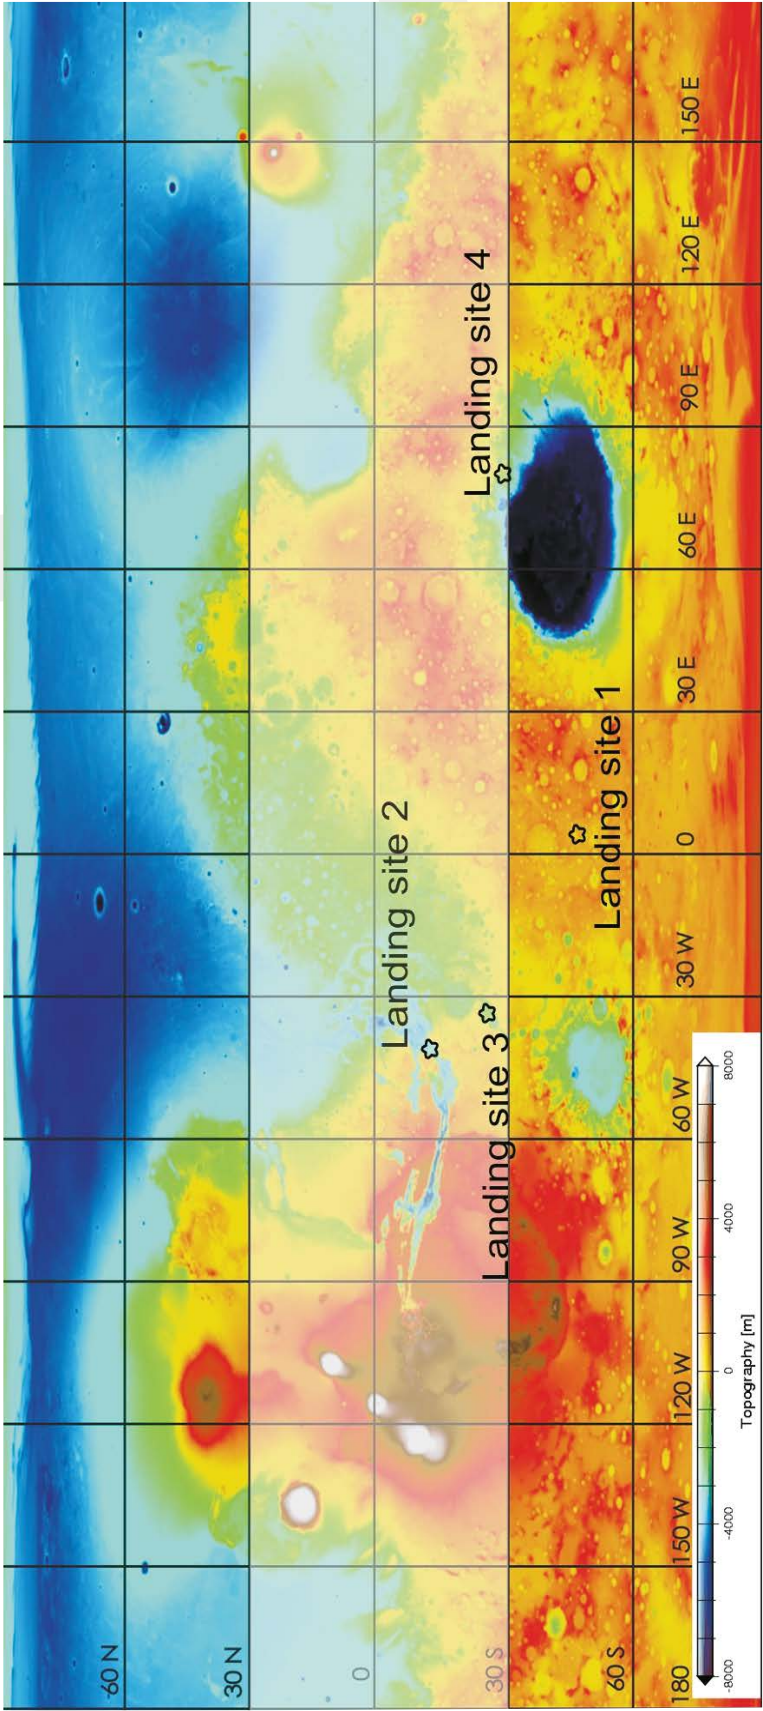 60 N
30 N
0
30 S
60 S
180
150 W
120 W
90 W
60 W
30 W
0
30 E
60 E
90 E
120 E
150 E
Landing site 1
Landing site 2
Landing site 3
Landing site 4
-8000
-4000
0
4000
8000
Topography [m]